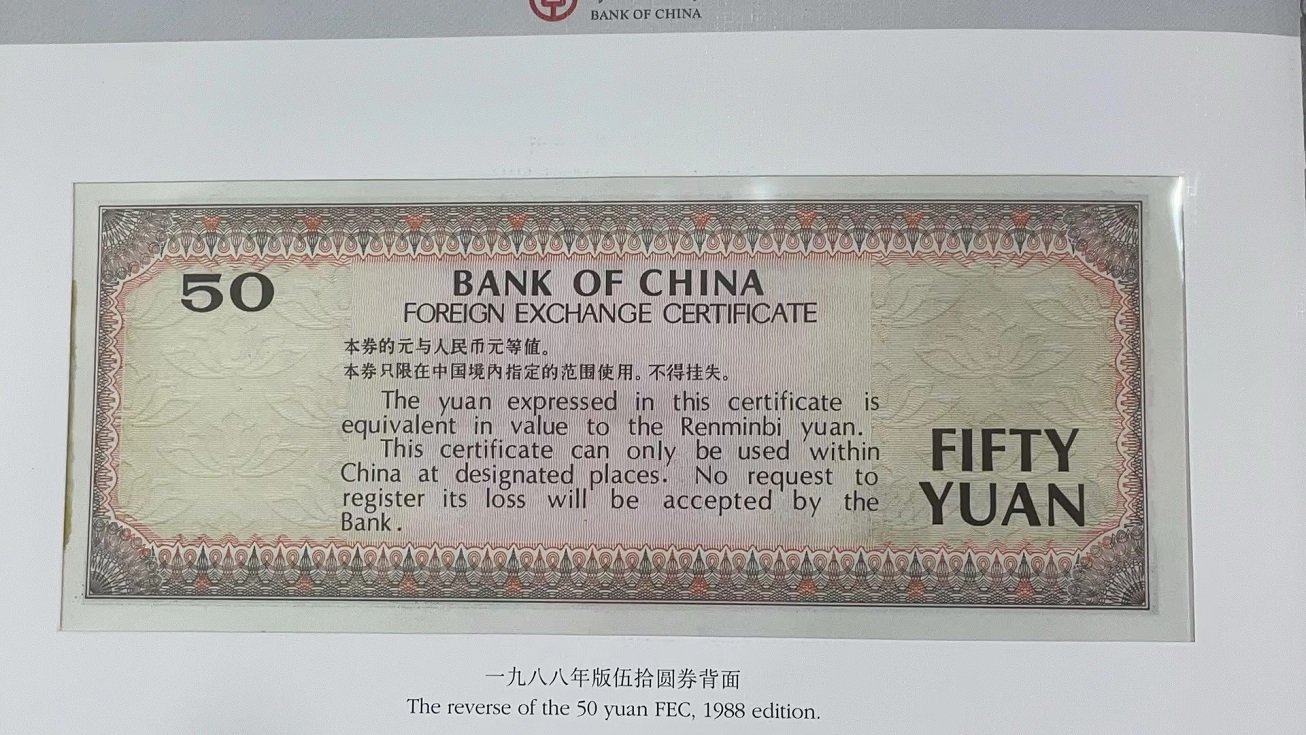 BANK OF CHINA
50
BANK OF CHINA
FOREIGN EXCHANGE CERTIFICATE
本券的元与人民币元等值。
本券只限在中国境内指定的范围使用。不得挂失。
The yuan expressed in this certificate is
equivalent in value to the Renminbi yuan.
This certificate can only be used within
China at designated places. No request to
register its loss will be accepted by the
Bank.
FIFTY
YUAN
一九八八年版伍拾圆券背面
The reverse of the 50 yuan FEC, 1988 edition.